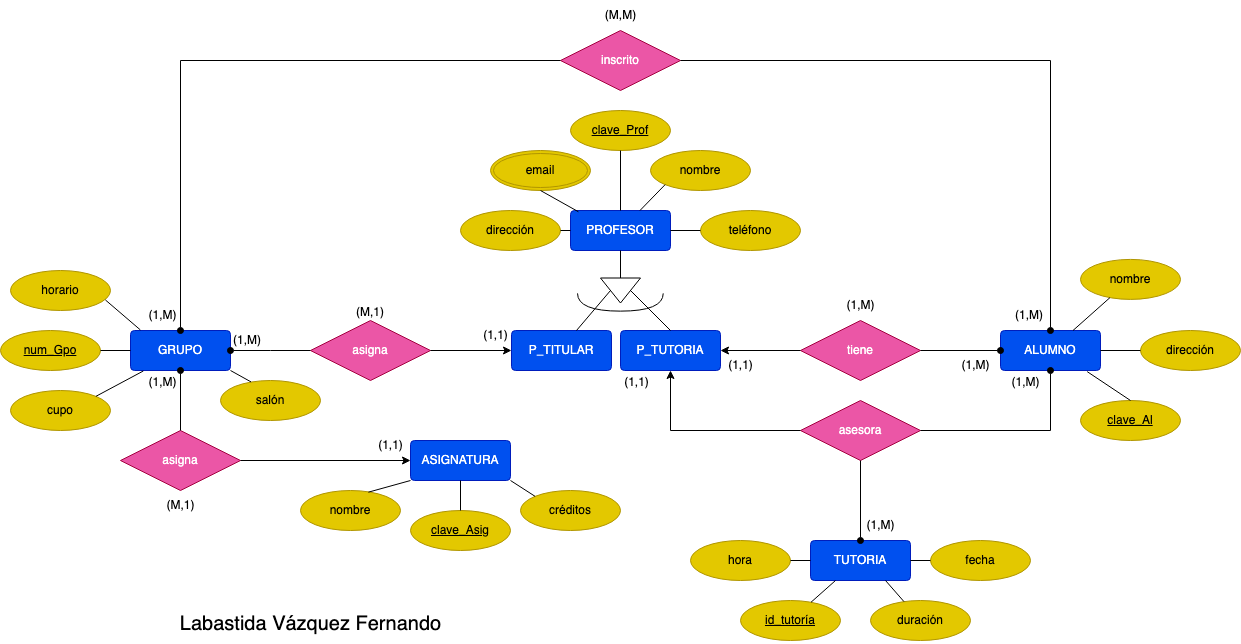 (M,M)
inscrito
clave_Prof
email
nombre
dirección
PROFESOR
teléfono
horario
nombre
(1,M)
(M,1)
(1,M)
(1,M)
GRUPO
(1,M)
(1,1)
num_Gpo
asigna
P_TITULAR
P_TUTORIA
tiene
ALUMNO
dirección
(1,M)
(1,1)
(1,1)
(1,M)
(1,M)
cupo
salón
clave_Al
asesora
(1,1)
asigna
ASIGNATURA
(M,1)
nombre
créditos
clave_Asig
(1,M)
hora
TUTORIA
fecha
id_tutoría
duración
Labastida Vázquez Fernando